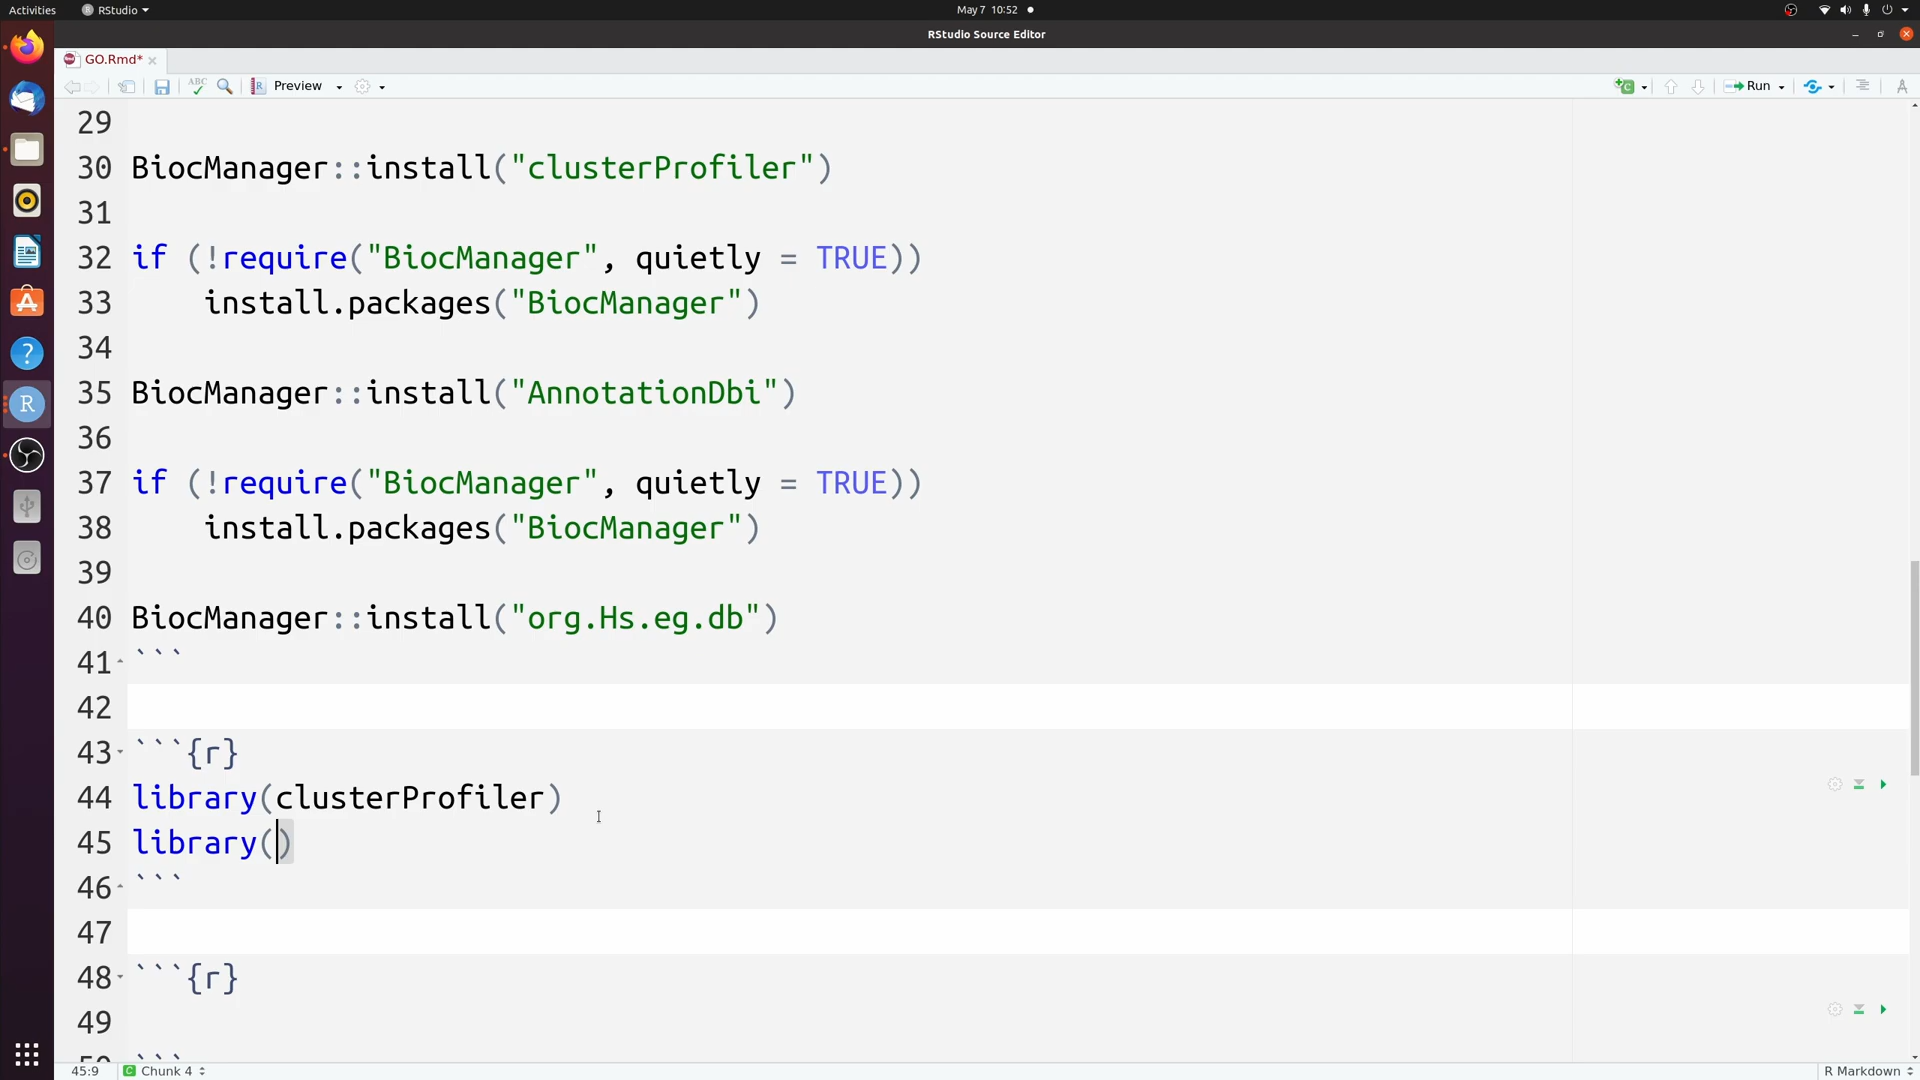 Activities
RStudio
May 7 10:52
RStudio Source Editor
GO.Rmd*
ABC
Preview
Run
29
30 BiocManager::install("clusterProfiler")
31
32 if (!require("BiocManager", quietly = TRUE))
33 install.packages("BiocManager")
34
35 BiocManager::install("AnnotationDbi")
36
37 if (!require("BiocManager", quietly = TRUE))
38 install.packages("BiocManager")
39
40 BiocManager::install("org.Hs.eg.db")
41 ```
42
43 ```{r}
44 library(clusterProfiler)
45 library()
46 ```
47
48 ```{r}
49
50 ```
45:9
Chunk 4
R Markdown